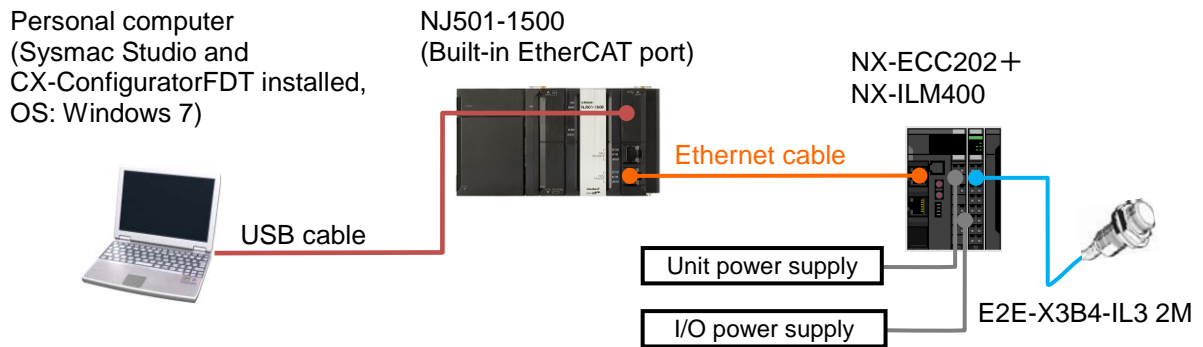 Personal computer
(Sysmac Studio and
CX-ConfiguratorFDT installed,
OS: Windows 7)
NJ501-1500
(Built-in EtherCAT port)
NX-ECC202+
NX-ILM400
Ethernet cable
USB cable
Unit power supply
I/O power supply
E2E-X3B4-IL3 2M